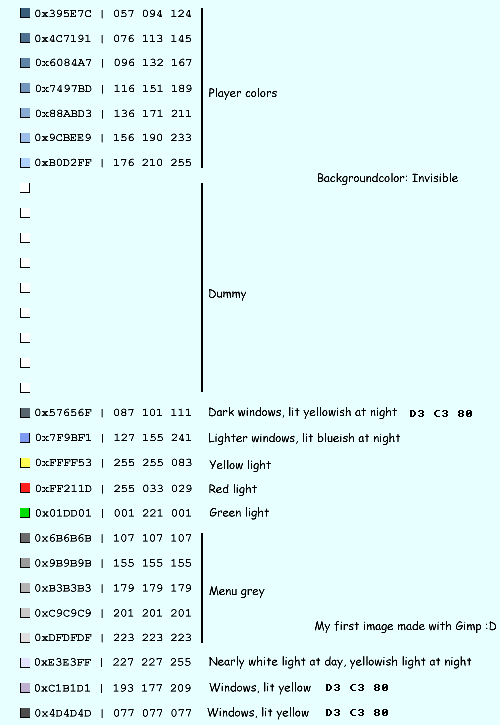 0x395E7C | 057 094 124
0x4C7191 | 076 113 145
0x6084A7 | 096 132 167
0x7497BD | 116 151 189
Player colors
0x88ABD3 | 136 171 211
0x9CBEE9 | 156 190 233
0xB0D2FF | 176 210 255
Backgroundcolor: Invisible
Dummy
0x57656F | 087 101 111 Dark windows, lit yellowish at night D3 C3 80
0x7F9BF1 | 127 155 241 Lighter windows, lit blueish at night
0xFFFF53 | 255 255 083 Yellow light
0xFF211D | 255 033 029 Red light
0x01DD01 | 001 221 001 Green light
0x6B6B6B | 107 107 107
0x9B9B9B | 155 155 155
0xB3B3B3 | 179 179 179 Menu grey
0xC9C9C9 | 201 201 201
My first image made with Gimp :D
0xDFDFDF | 223 223 223
0xE3E3FF | 227 227 255 Nearly white light at day, yellowish light at night
0xC1B1D1 | 193 177 209 Windows, lit yellow D3 C3 80
0x4D4D4D | 077 077 077 Windows, lit yellow D3 C3 80